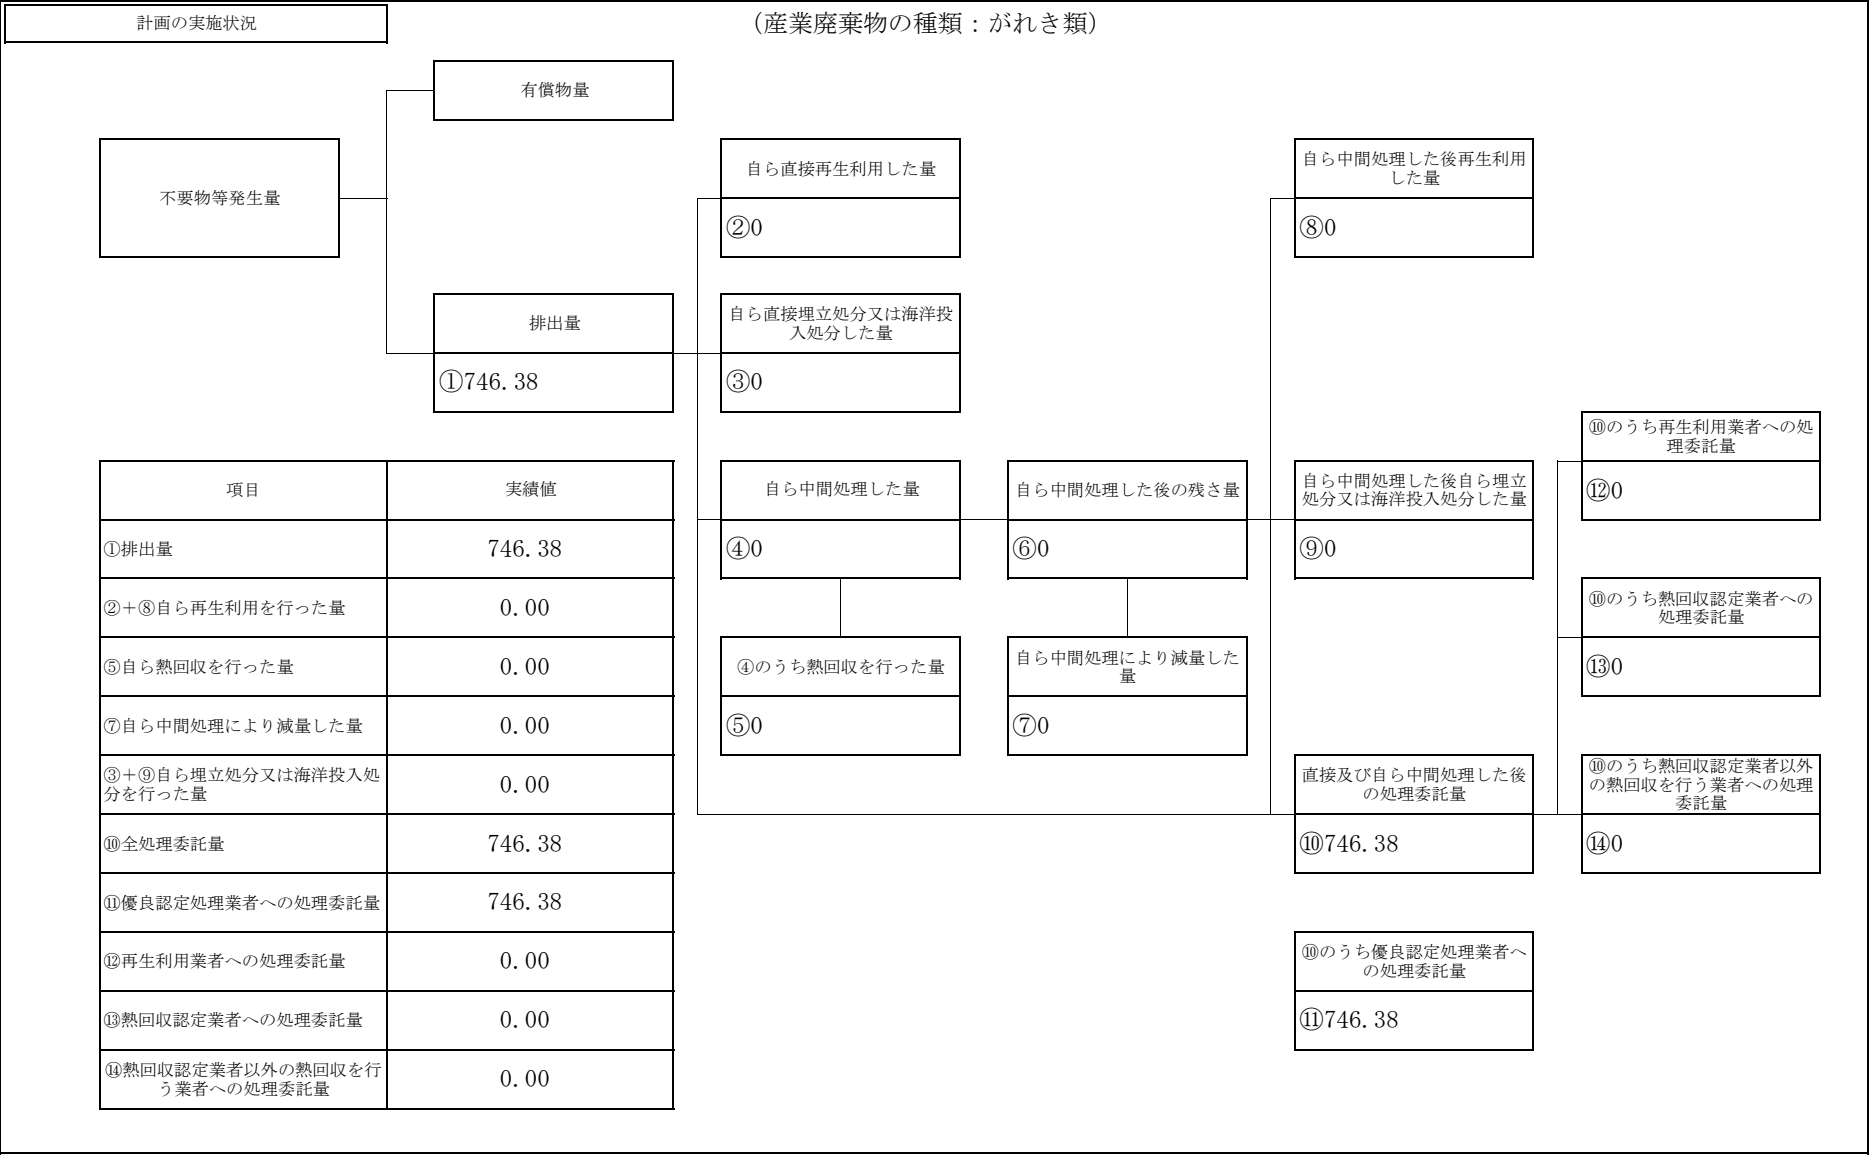 計画の実施状況
（産業廃棄物の種類：がれき類）
有償物量
不要物等発生量
自ら直接再生利用した量
②0
自ら中間処理した後再生利用
した量
⑧0
排出量
①746.38
自ら直接埋立処分又は海洋投
入処分した量
③0
⑩のうち再生利用業者への処
理委託量
⑫0
自ら中間処理した量
④0
自ら中間処理した後の残さ量
⑥0
自ら中間処理した後自ら埋立
処分又は海洋投入処分した量
⑨0
⑩のうち熱回収認定業者への
処理委託量
⑬0
④のうち熱回収を行った量
⑤0
自ら中間処理により減量した
量
⑦0
直接及び自ら中間処理した後
の処理委託量
⑩746.38
⑩のうち熱回収認定業者以外
の熱回収を行う業者への処理
委託量
⑭0
⑩のうち優良認定処理業者へ
の処理委託量
⑪746.38
項目 実績値
①排出量 746.38
②＋⑧自ら再生利用を行った量 0.00
⑤自ら熱回収を行った量 0.00
⑦自ら中間処理により減量した量 0.00
③＋⑨自ら埋立処分又は海洋投入処
分を行った量 0.00
⑩全処理委託量 746.38
⑪優良認定処理業者への処理委託量 746.38
⑫再生利用業者への処理委託量 0.00
⑬熱回収認定業者への処理委託量 0.00
⑭熱回収認定業者以外の熱回収を行
う業者への処理委託量 0.00